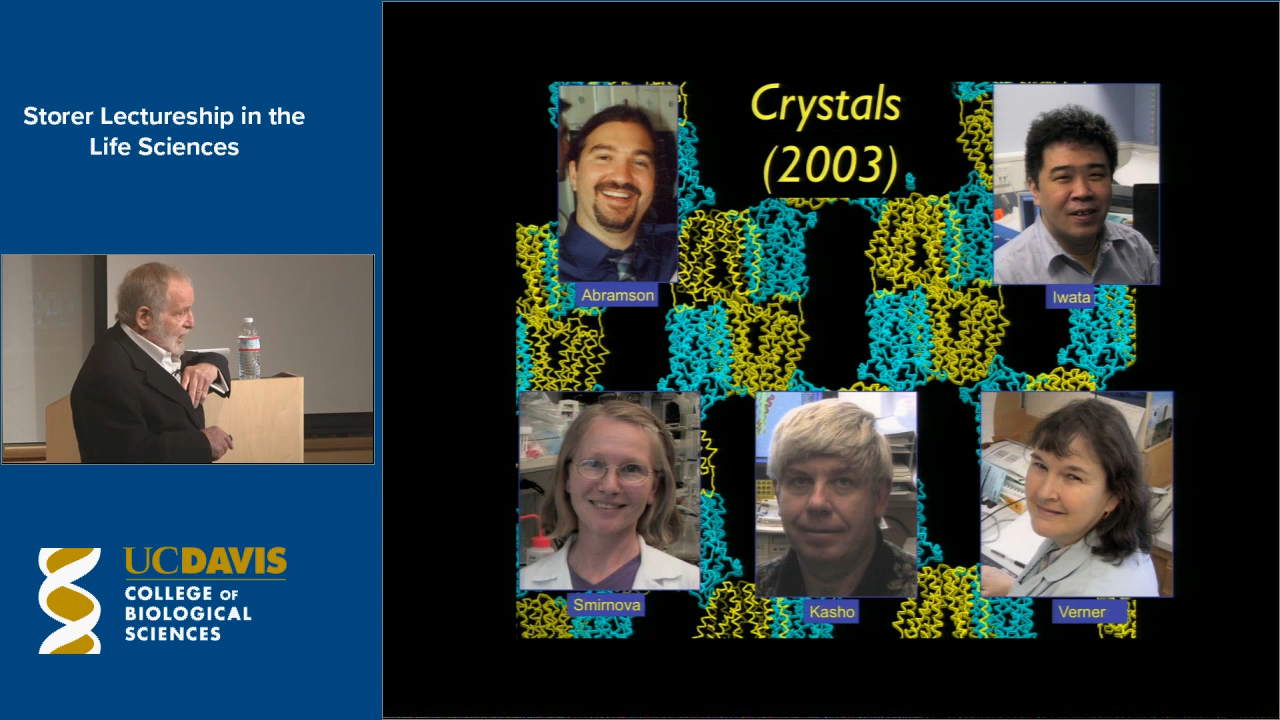 Storer Lectureship in the
Life Sciences
UCDAVIS
COLLEGE OF
BIOLOGICAL
SCIENCES
Crystals
(2003)
Abramson
Iwata
Smirnova
Kasho
Verner